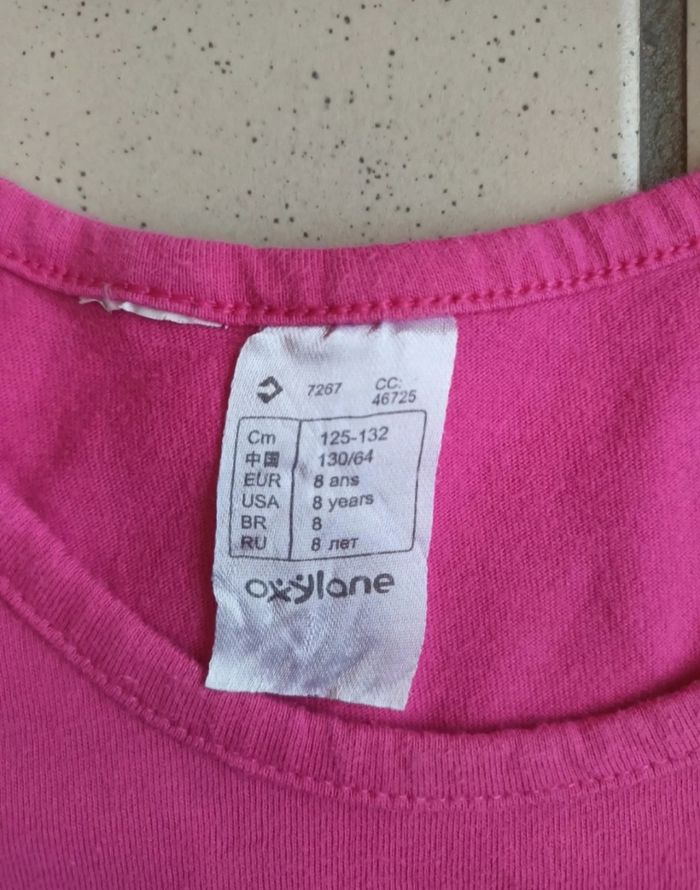 7267 CC: 46725
Cm 125-132
中国 130/64
EUR 8 ans
USA 8 years
BR 8
RU 8 лет
oxylane